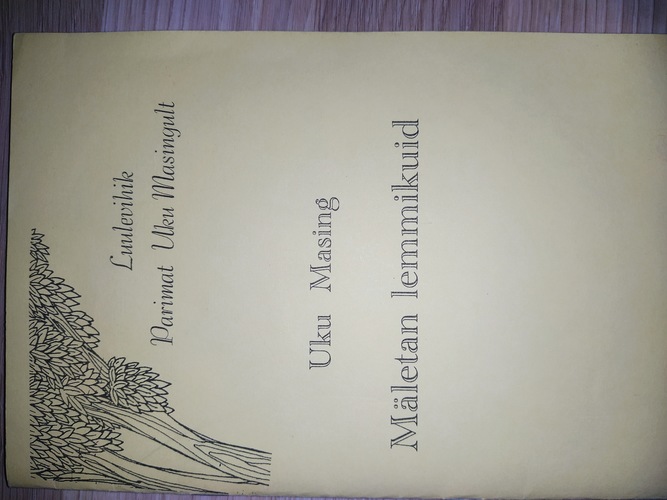 Luulevihik
Parimat Uku Masingult
Uku Masing
Mäletan lemmikuid